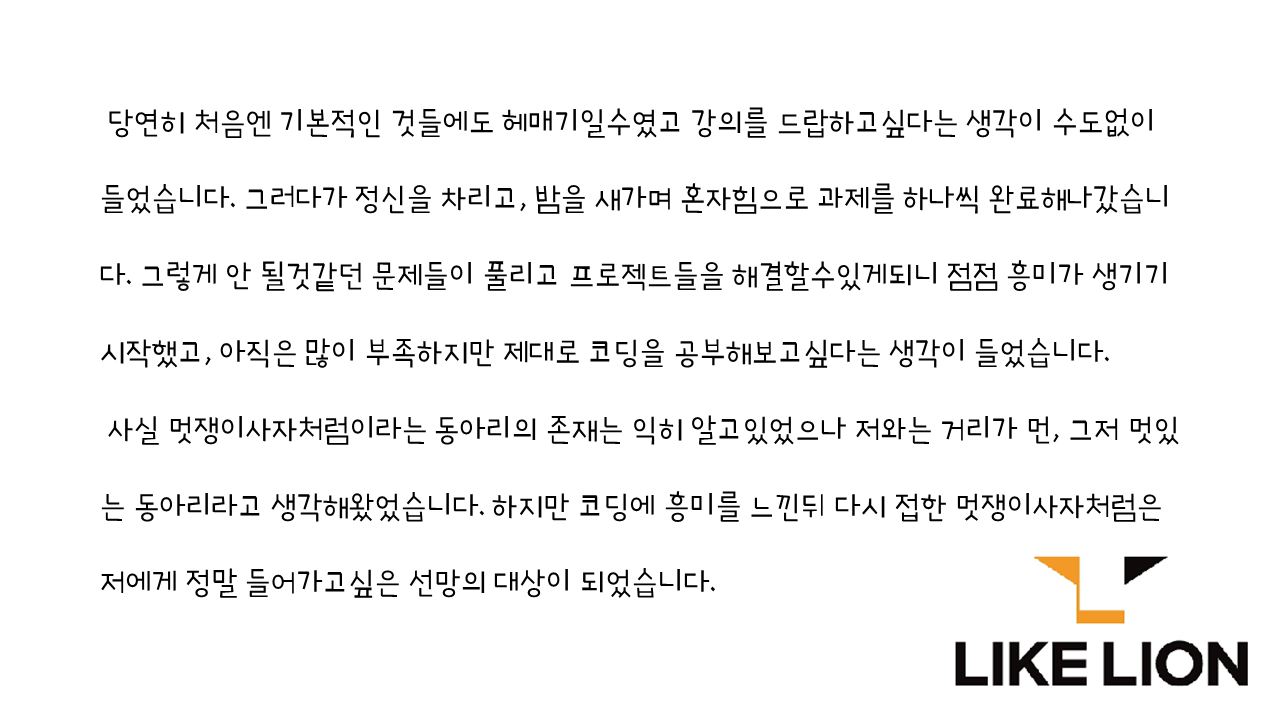 당연히 처음엔 기본적인 것들에도 헤매기일수였고 강의를 드랍하고싶다는 생각이 수도없이
들었습니다. 그러다가 정신을 차리고, 밤을 새가며 혼자힘으로 과제를 하나씩 완료해나갔습니
다. 그렇게 안 될것같던 문제들이 풀리고 프로젝트들을 해결할수있게되니 점점 흥미가 생기기
시작했고, 아직은 많이 부족하지만 제대로 코딩을 공부해보고싶다는 생각이 들었습니다.
사실 멋쟁이사자처럼이라는 동아리의 존재는 익히 알고있었으나 저와는 거리가 먼, 그저 멋있
는 동아리라고 생각해왔었습니다. 하지만 코딩에 흥미를 느낀뒤 다시 접한 멋쟁이사자처럼은
저에게 정말 들어가고싶은 선망의 대상이 되었습니다.
LIKE LION